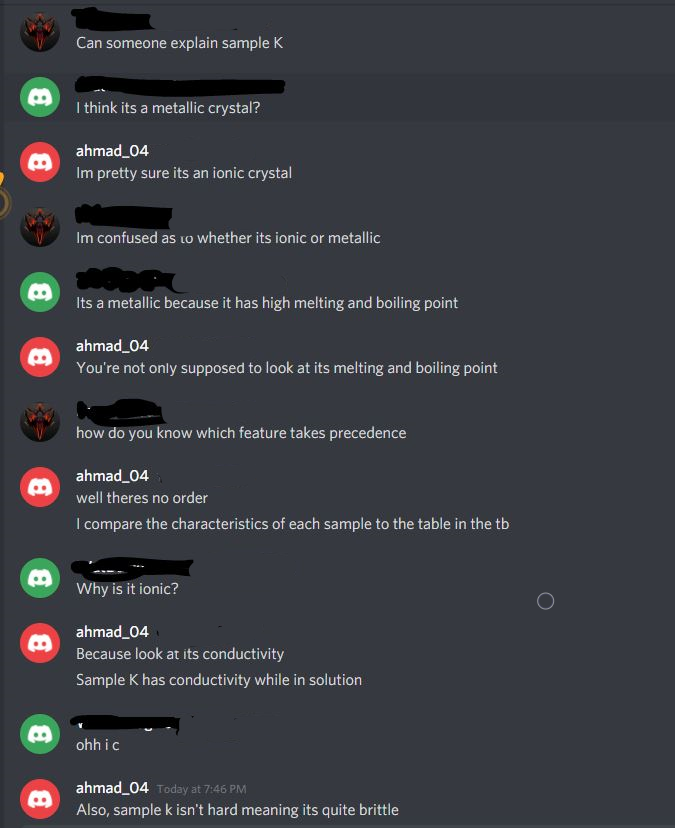 Can someone explain sample K
I think its a metallic crystal?
ahmad_04
Im pretty sure its an ionic crystal
Im confused as to whether its ionic or metallic
Its a metallic because it has high melting and boiling point
ahmad_04
You're not only supposed to look at its melting and boiling point
how do you know which feature takes precedence
ahmad_04
well theres no order
I compare the characteristics of each sample to the table in the tb
Why is it ionic?
ahmad_04
Because look at its conductivity
Sample K has conductivity while in solution
ohh i c
ahmad_04 Today at 7:46 PM
Also, sample k isn't hard meaning its quite brittle